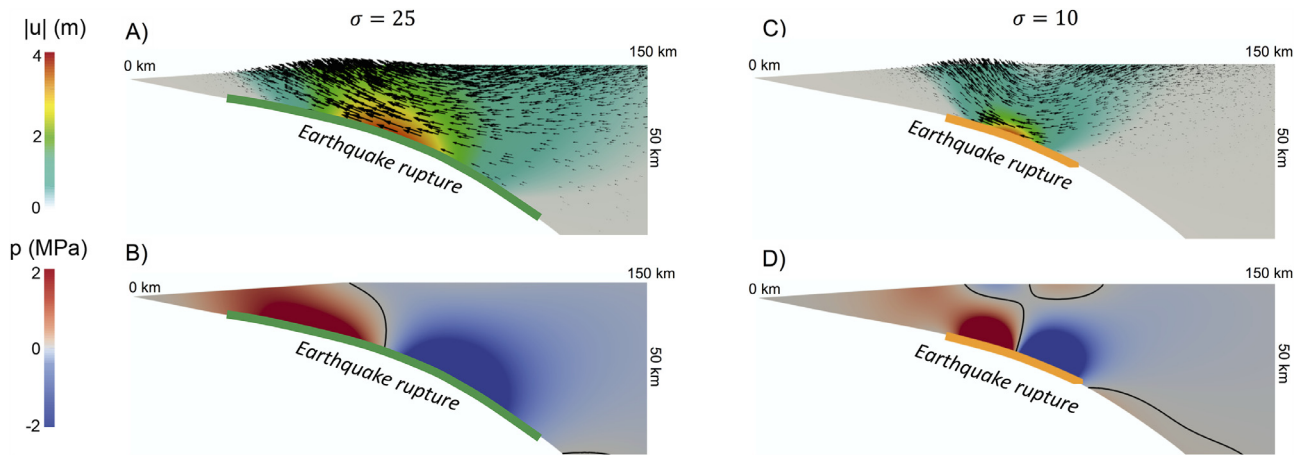 σ = 25
σ = 10
|u| (m)
4
2
0
A)
0 km
150 km
50 km
Earthquake rupture
C)
0 km
150 km
50 km
Earthquake rupture
p (MPa)
2
0
-2
B)
0 km
150 km
50 km
Earthquake rupture
D)
0 km
150 km
50 km
Earthquake rupture